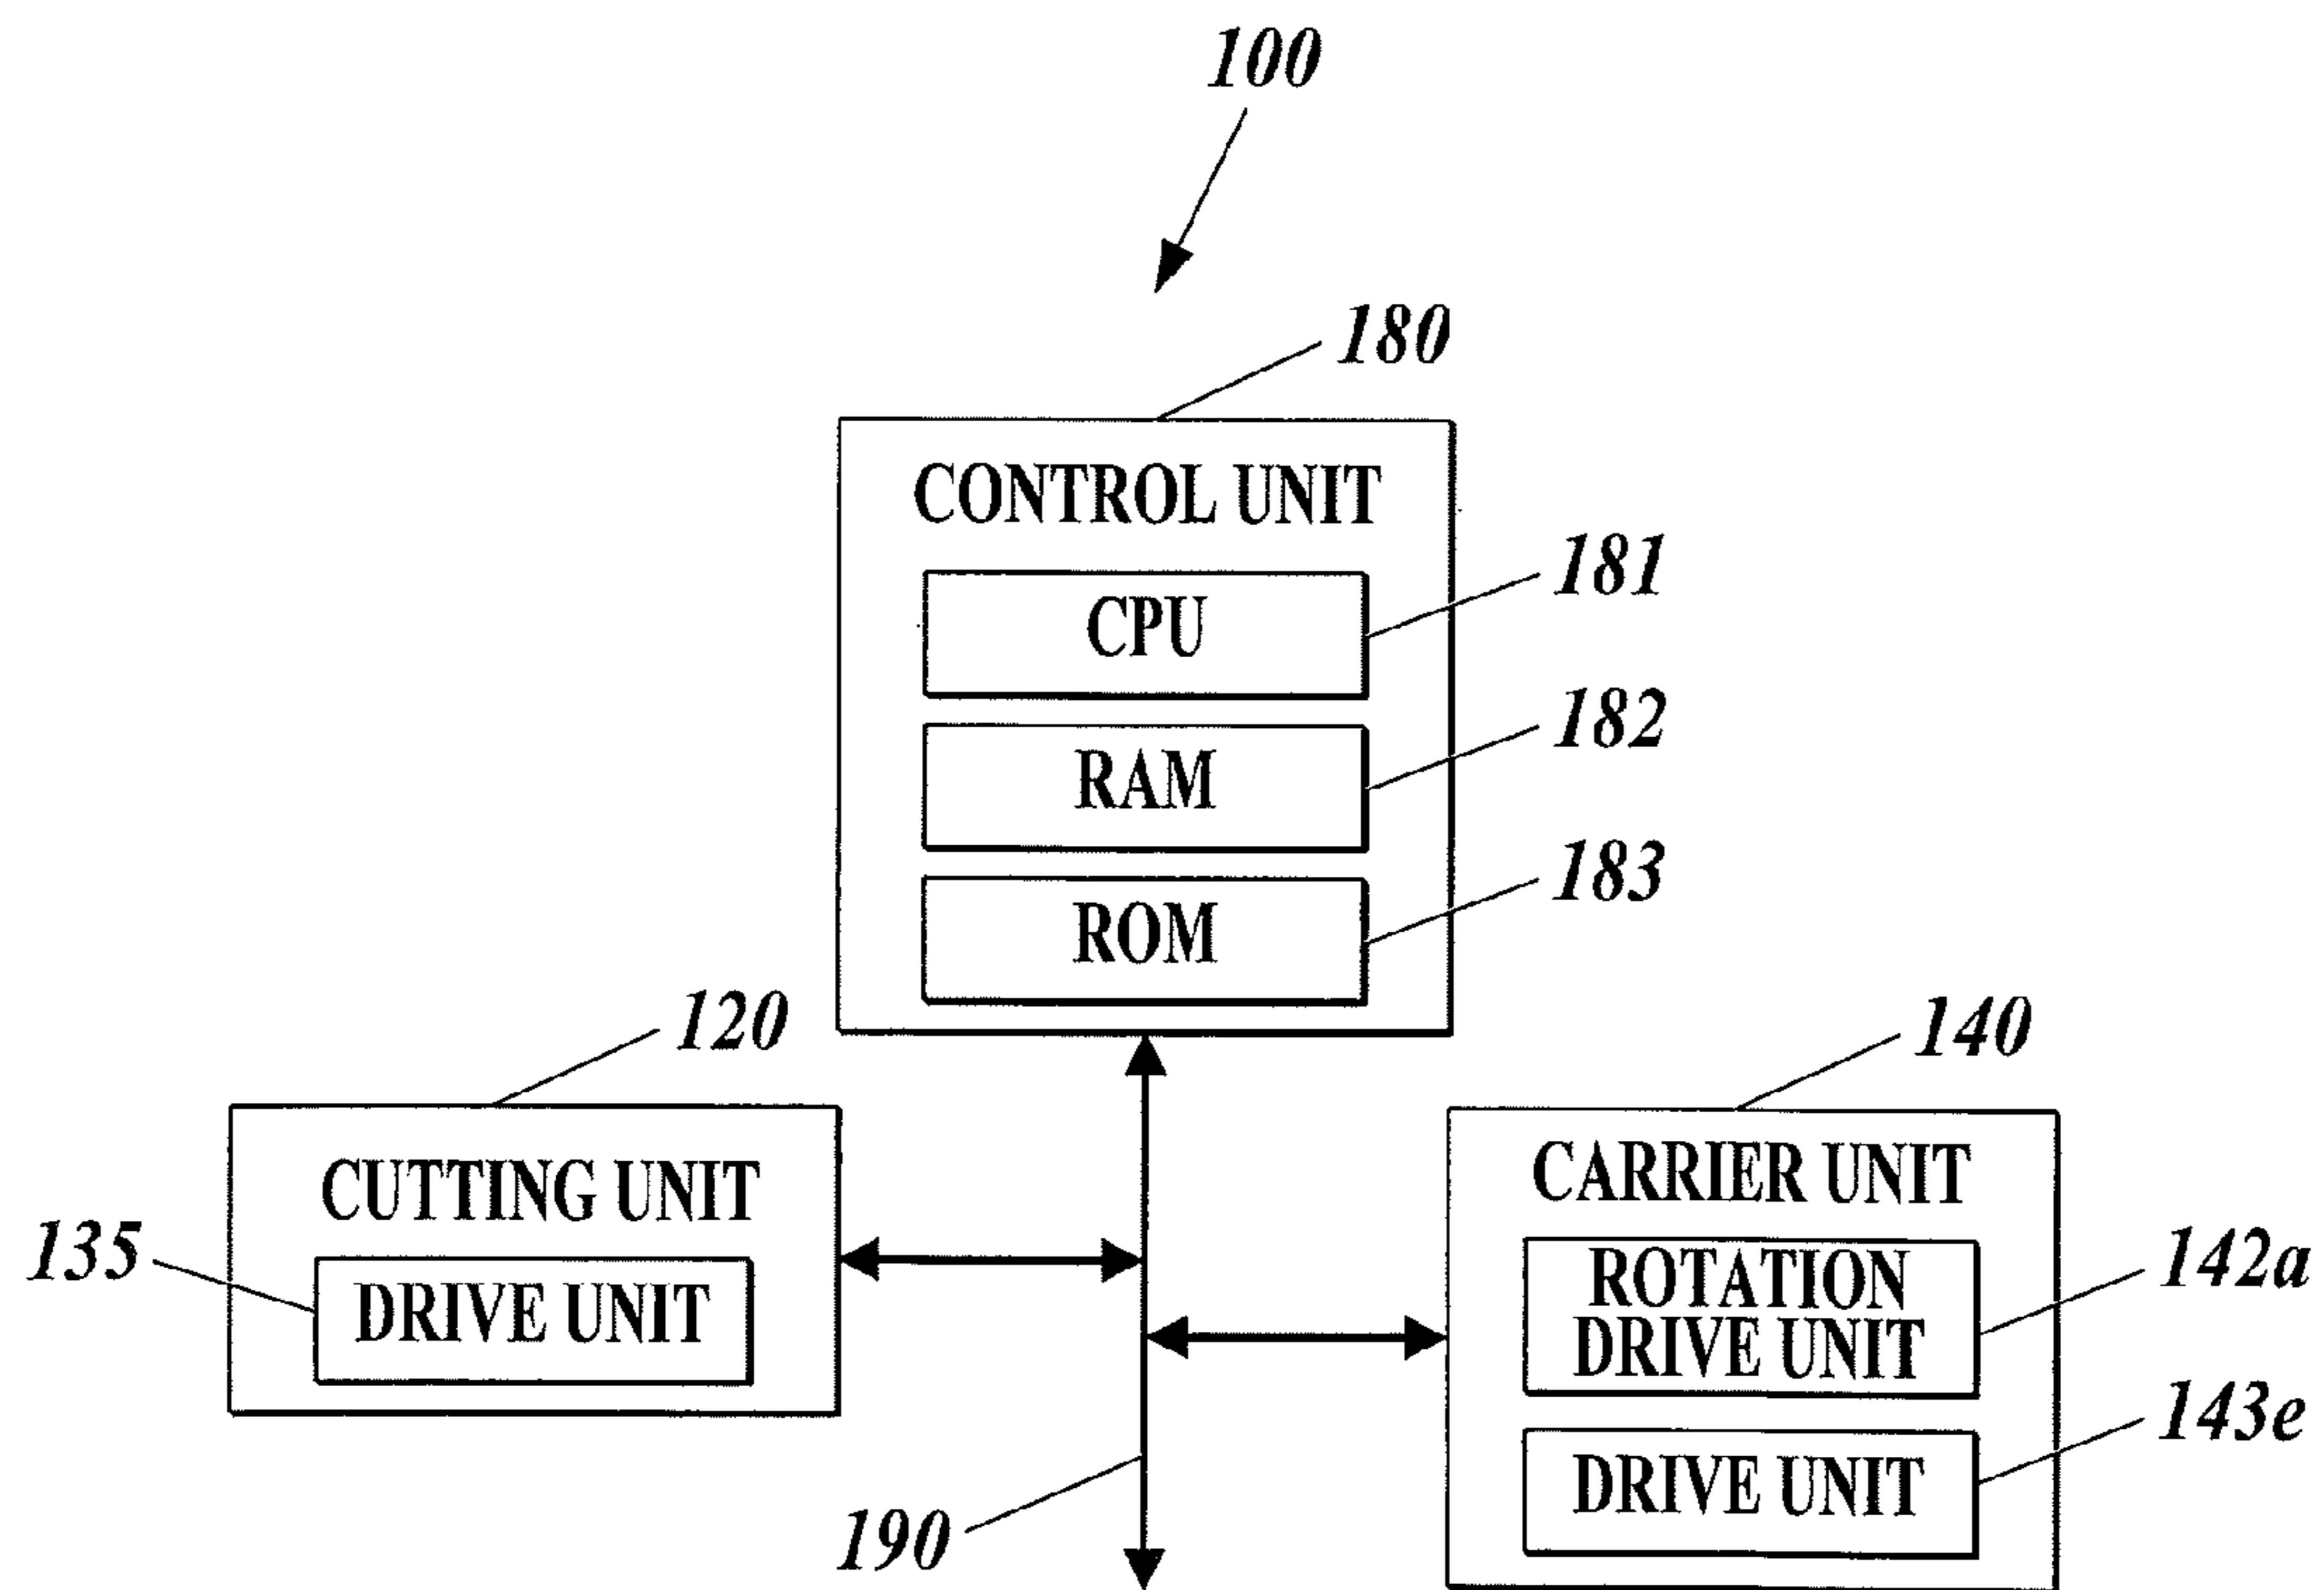 100
180
CONTROL UNIT
CPU
181
RAM
182
ROM
183
120
CUTTING UNIT
135
DRIVE UNIT
140
CARRIER UNIT
ROTATION
DRIVE UNIT
142a
DRIVE UNIT
143e
190